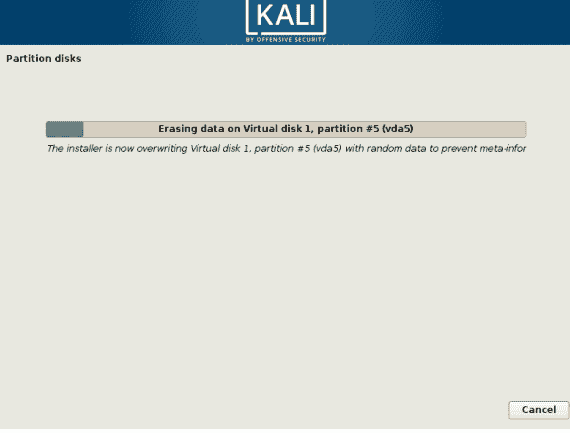 KALI
BY OFFENSIVE SECURITY
Partition disks
Erasing data on Virtual disk 1, partition #5 (vda5)
The installer is now overwriting Virtual disk 1, partition #5 (vda5) with random data to prevent meta-infor
Cancel